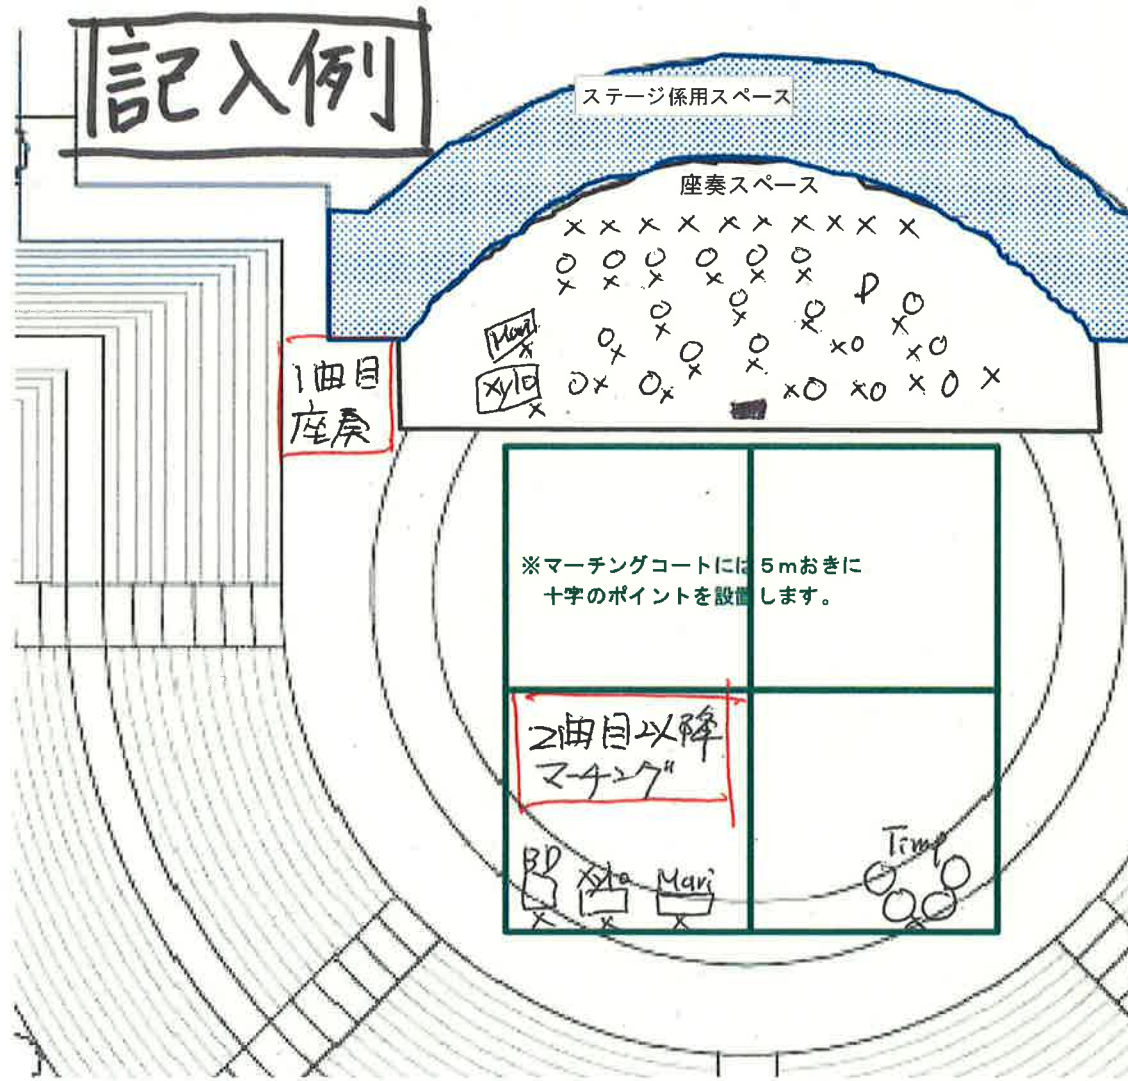 記入例
ステージ係用スペース
座奏スペース
P
Mari
Xylo
1曲目
座奏
※マーチングコートには5mおきに
十字のポイントを設置します。
2曲目以降
マーチング
BD
Xylo
Mari
Timp